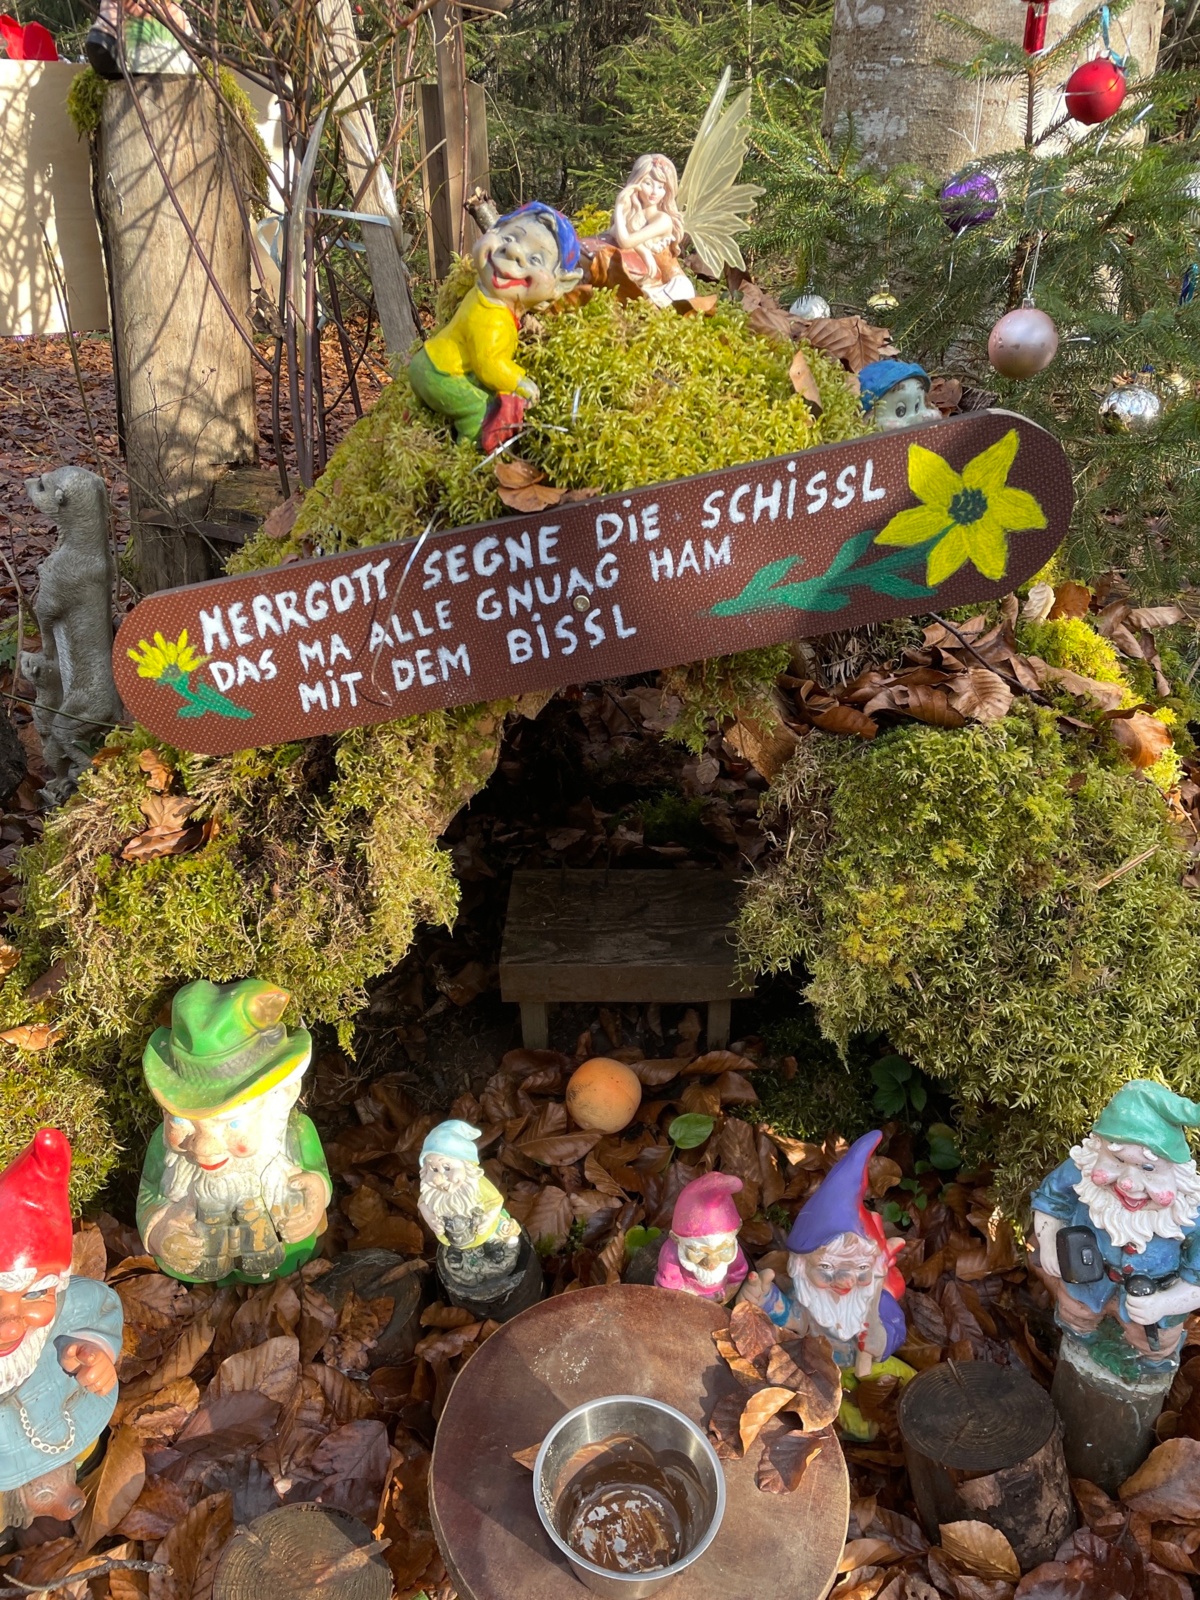 HERRGOTT SEGNE DIE SCHISSL
DAS MA ALLE GNUAG HAM
MIT DEM BISSL